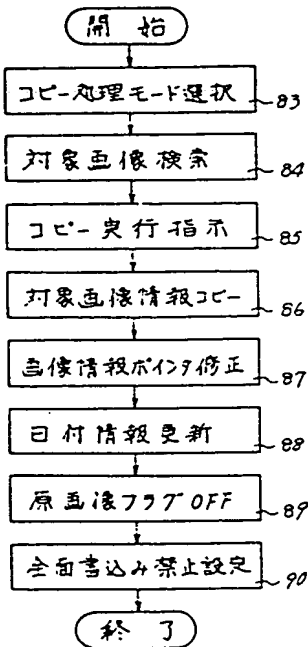 開始
コピー処理モード選択
83
対象画像検索
84
コピー実行指示
85
対象画像情報コピー
86
画像情報ポインタ修正
87
日付情報更新
88
原画像フラグOFF
89
全面書込み禁止設定
90
終了